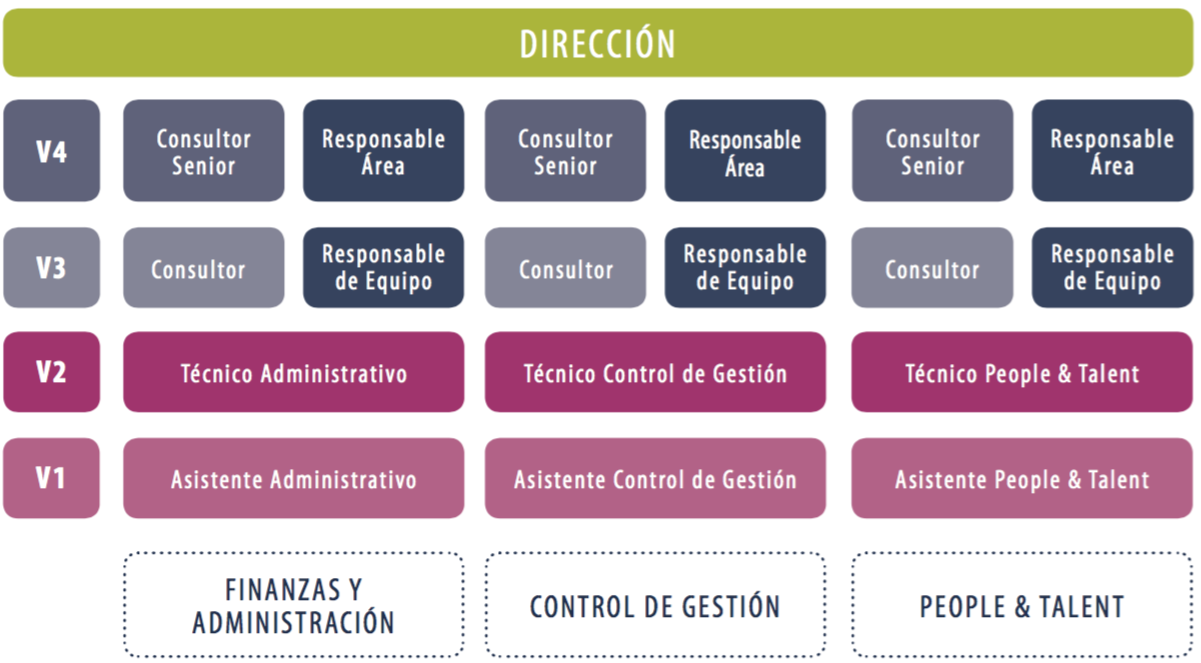 DIRECCIÓN
V4
Consultor
Senior
Responsable
Área
Consultor
Senior
Responsable
Área
Consultor
Senior
Responsable
Área
V3
Consultor
Responsable
de Equipo
Consultor
Responsable
de Equipo
Consultor
Responsable
de Equipo
V2
Técnico Administrativo
Técnico Control de Gestión
Técnico People & Talent
V1
Asistente Administrativo
Asistente Control de Gestión
Asistente People & Talent
FINANZAS Y
ADMINISTRACIÓN
CONTROL DE GESTIÓN
PEOPLE & TALENT